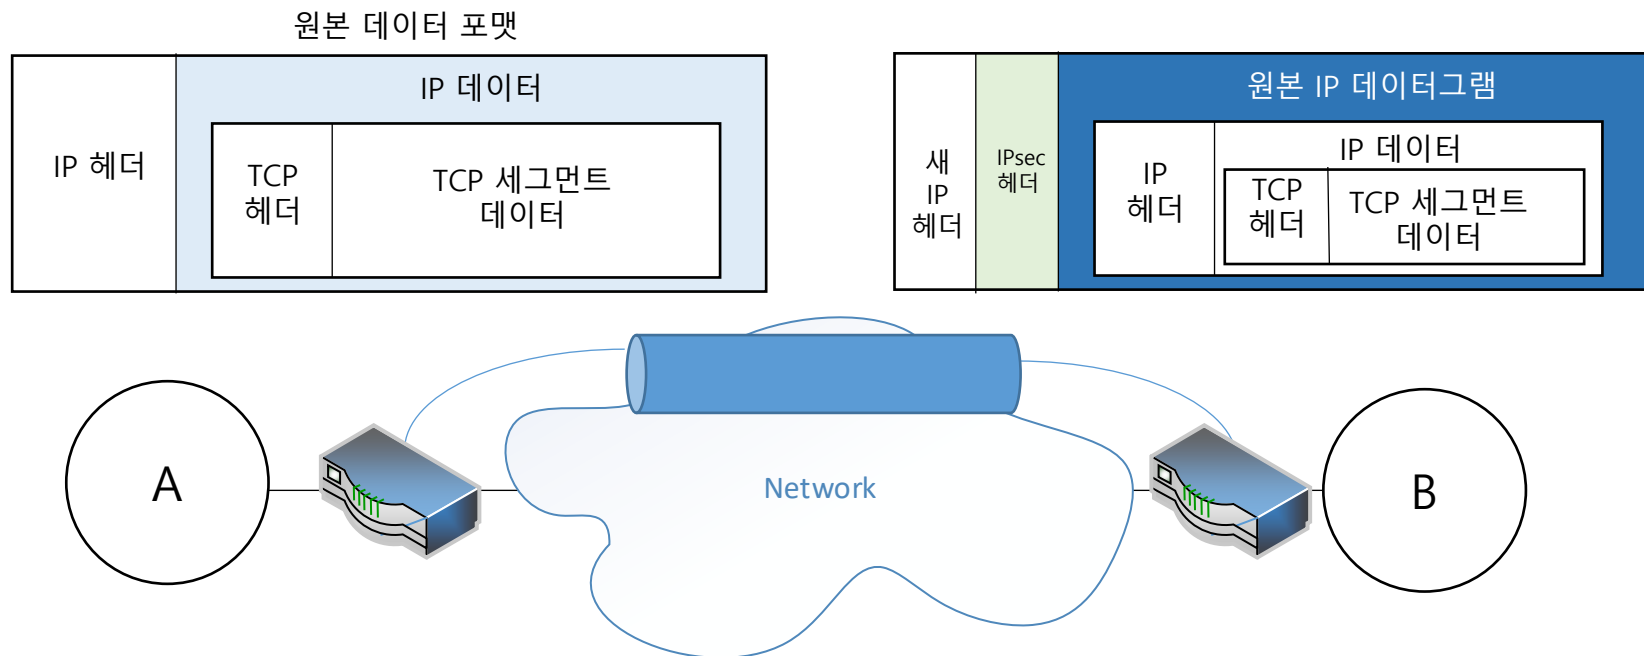 원본 데이터 포맷
IP 헤더
IP 데이터
TCP
헤더
TCP 세그먼트
데이터
새
IP
헤더
IPsec
헤더
원본 IP 데이터그램
IP
헤더
IP 데이터
TCP
헤더
TCP 세그먼트
데이터
A
Network
B